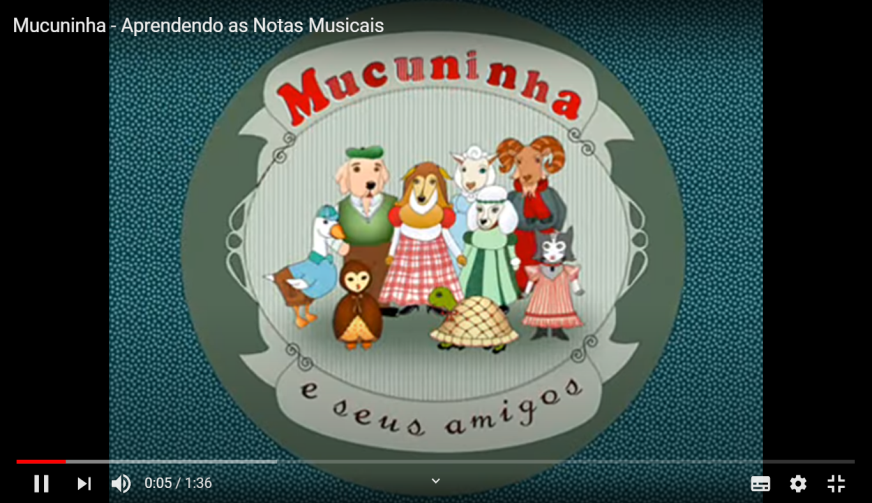 Mucuninha - Aprendendo as Notas Musicais
Mucuninha
e seus amigos
0:05 / 1:36